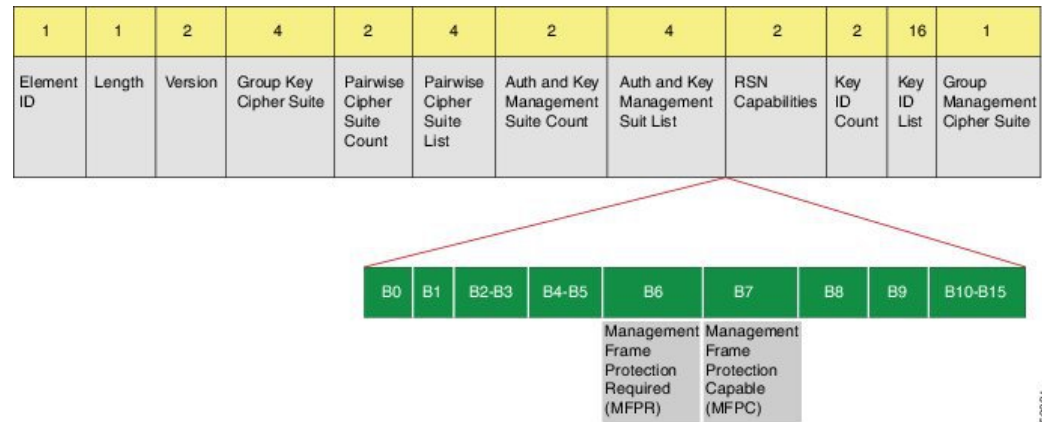 1 1 2 4 2 4 2 4 2 2 16 1
Element ID
Length
Version
Group Key Cipher Suite
Pairwise Cipher Suite Count
Pairwise Cipher Suite List
Auth and Key Management Suite Count
Auth and Key Management Suit List
RSN Capabilities
Key ID Count
Key ID List
Group Management Cipher Suite
B0 B1 B2-B3 B4-B5 B6 B7 B8 B9 B10-B15
Management Frame Protection Required (MFPR)
Management Frame Protection Capable (MFPC)